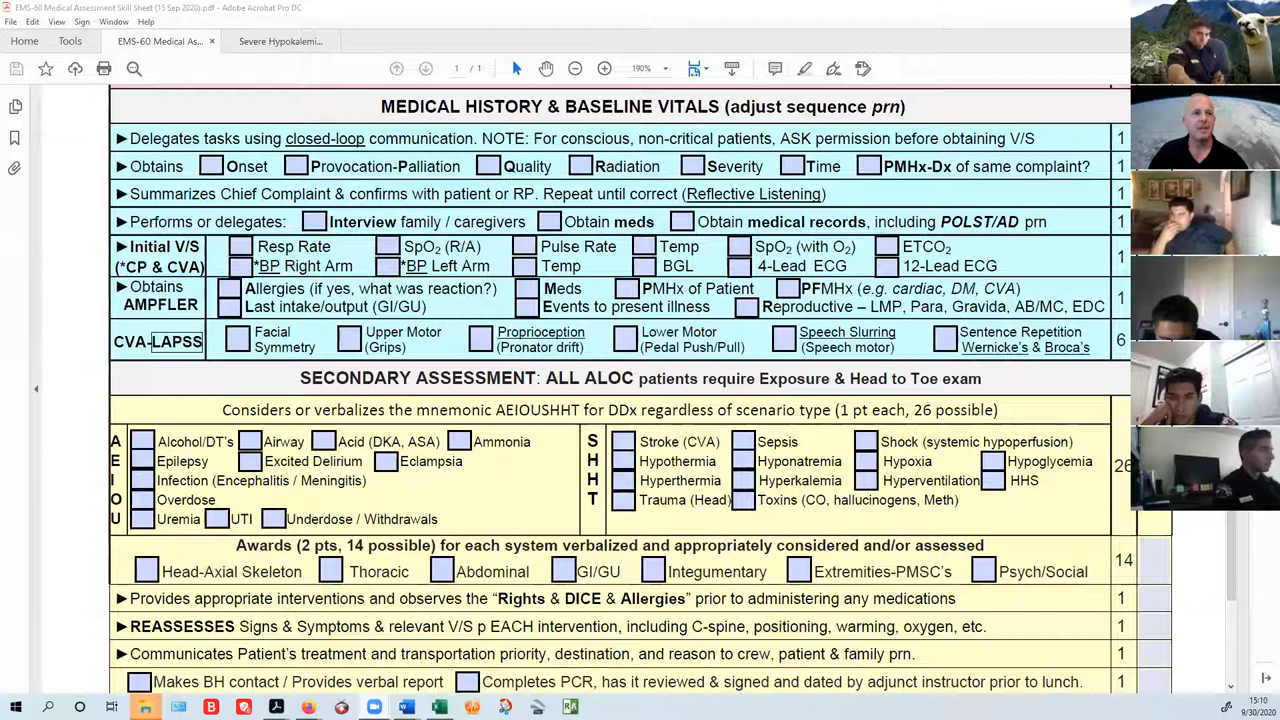 EMS-60 Medical Assessment Skill Sheet (15 Sep 2020).pdf - Adobe Acrobat Pro DC
File Edit View Sign Window Help
Home Tools EMS-60 Medical As... × Severe Hypokalemi...
1 / 1 190%
MEDICAL HISTORY & BASELINE VITALS (adjust sequence prn)
►Delegates tasks using closed-loop communication. NOTE: For conscious, non-critical patients, ASK permission before obtaining V/S 1
►Obtains Onset Provocation-Palliation Quality Radiation Severity Time PMHx-Dx of same complaint? 1
►Summarizes Chief Complaint & confirms with patient or RP. Repeat until correct (Reflective Listening) 1
►Performs or delegates: Interview family / caregivers Obtain meds Obtain medical records, including POLST/AD prn 1
►Initial V/S Resp Rate SpO2 (R/A) Pulse Rate Temp SpO2 (with O2) ETCO2 1
(*CP & CVA) *BP Right Arm *BP Left Arm Temp BGL 4-Lead ECG 12-Lead ECG
►Obtains Allergies (if yes, what was reaction?) Meds PMHx of Patient PFMHx (e.g. cardiac, DM, CVA) 1
AMPFLER Last intake/output (GI/GU) Events to present illness Reproductive – LMP, Para, Gravida, AB/MC, EDC
CVA-LAPSS Facial Symmetry Upper Motor (Grips) Proprioception (Pronator drift) Lower Motor (Pedal Push/Pull) Speech Slurring (Speech motor) Sentence Repetition Wernicke's & Broca's 6
SECONDARY ASSESSMENT: ALL ALOC patients require Exposure & Head to Toe exam
Considers or verbalizes the mnemonic AEIOUSHHT for DDx regardless of scenario type (1 pt each, 26 possible)
A Alcohol/DT's Airway Acid (DKA, ASA) Ammonia S Stroke (CVA) Sepsis Shock (systemic hypoperfusion)
E Epilepsy Excited Delirium Eclampsia H Hypothermia Hyponatremia Hypoxia Hypoglycemia 26
I Infection (Encephalitis / Meningitis) H Hyperthermia Hyperkalemia Hyperventilation HHS
O Overdose T Trauma (Head) Toxins (CO, hallucinogens, Meth)
U Uremia UTI Underdose / Withdrawals
Awards (2 pts, 14 possible) for each system verbalized and appropriately considered and/or assessed 14
Head-Axial Skeleton Thoracic Abdominal GI/GU Integumentary Extremities-PMSC's Psych/Social
►Provides appropriate interventions and observes the “Rights & DICE & Allergies” prior to administering any medications 1
►REASSESSES Signs & Symptoms & relevant V/S p EACH intervention, including C-spine, positioning, warming, oxygen, etc. 1
►Communicates Patient's treatment and transportation priority, destination, and reason to crew, patient & family prn. 1
Makes BH contact / Provides verbal report Completes PCR, has it reviewed & signed and dated by adjunct instructor prior to lunch. 1
15:10
9/30/2020